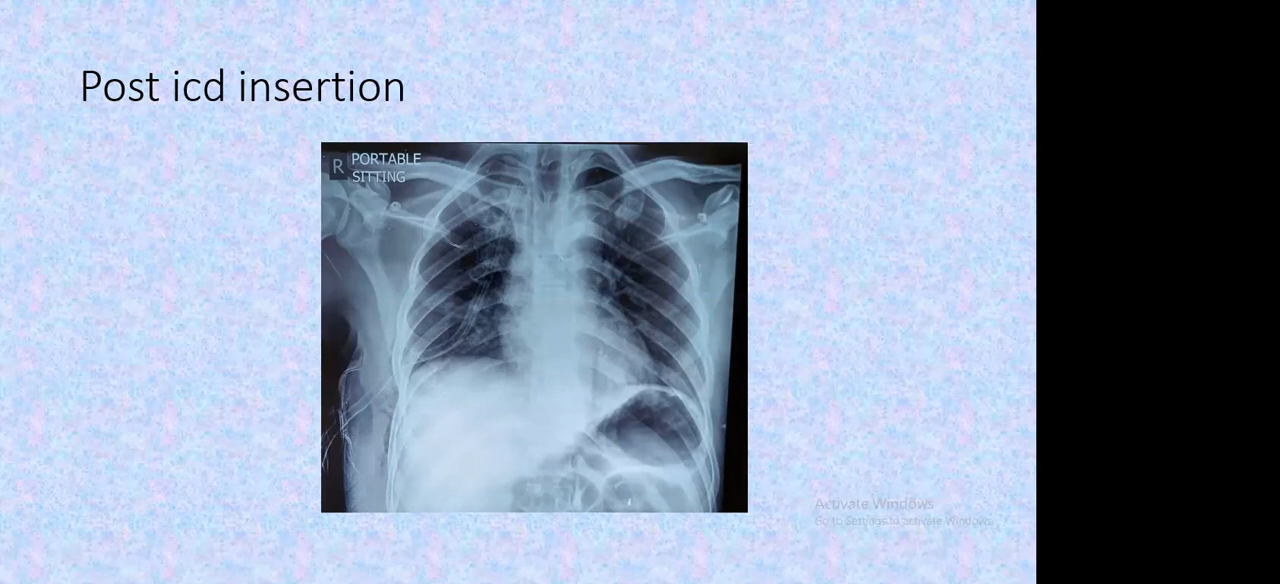 Post icd insertion
R
PORTABLE
SITTING
Activate Windows
Go to Settings to activate Windows.